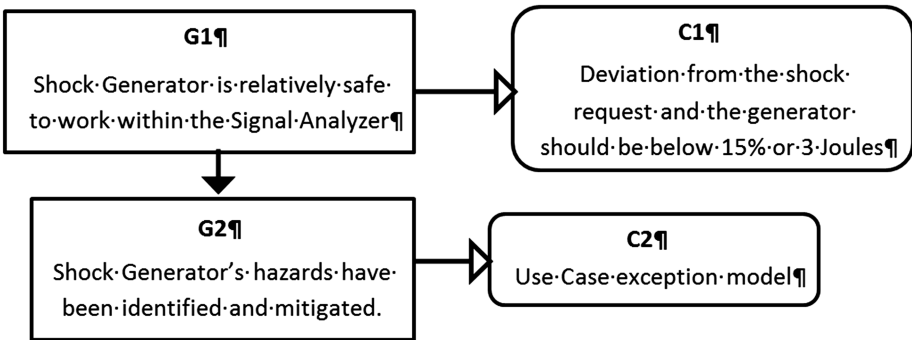 G1¶
Shock·Generator·is·relatively·safe·
to·work·within·the·Signal·Analyzer¶
C1¶
Deviation·from·the·shock·
request·and·the·generator·
should·be·below·15%·or·3·Joules¶
G2¶
Shock·Generator’s·hazards·have·
been·identified·and·mitigated.
C2¶
Use·Case·exception·model¶